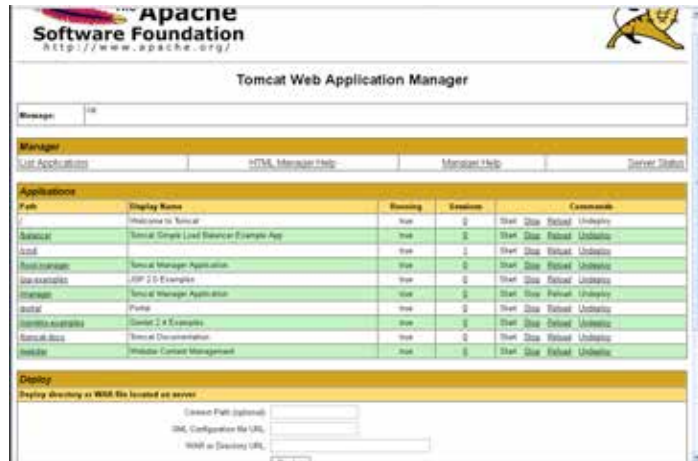 The Apache
Software Foundation
http://www.apache.org/
Tomcat Web Application Manager
Message: OK
Manager
List Applications HTML Manager Help Manager Help Server Status
Applications
Path Display Name Running Sessions Commands
/ Welcome to Tomcat true 0 Start Stop Reload Undeploy
/balancer Tomcat Simple Load Balancer Example App true 0 Start Stop Reload Undeploy
true Start Stop Reload Undeploy
/host-manager Tomcat Manager Application true 0 Start Stop Reload Undeploy
/jsp-examples JSP 2.0 Examples true 0 Start Stop Reload Undeploy
/manager Tomcat Manager Application true 0 Start Stop Reload Undeploy
/portal Portal true 0 Start Stop Reload Undeploy
/servlets-examples Servlet 2.4 Examples true 0 Start Stop Reload Undeploy
/tomcat-docs Tomcat Documentation true 0 Start Stop Reload Undeploy
/webdav Webdav Content Management true 0 Start Stop Reload Undeploy
Deploy
Deploy directory or WAR file located on server
Context Path (optional):
XML Configuration file URL:
WAR or Directory URL: